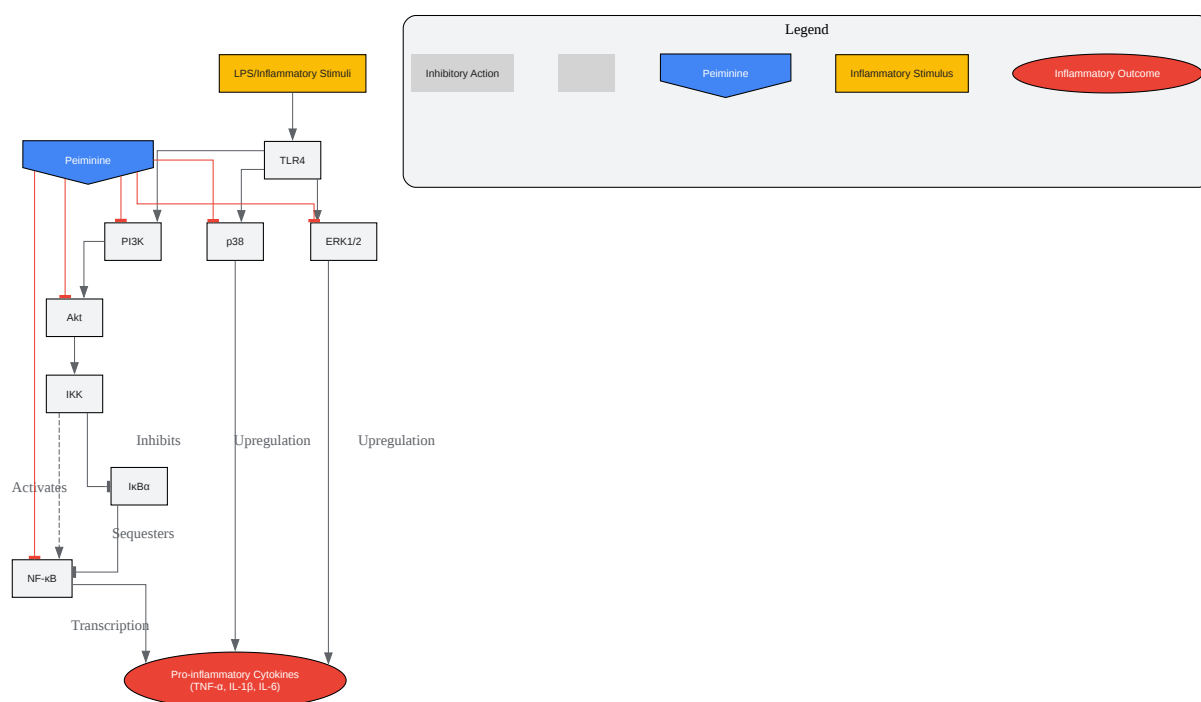 Legend
LPS/Inflammatory Stimuli
Inhibitory Action
Peiminine
Inflammatory Stimulus
Inflammatory Outcome
Peiminine
TLR4
PI3K
p38
ERK1/2
Akt
IKK
Inhibits
Upregulation
Upregulation
Activates
IκBα
Sequesters
NF-κB
Transcription
Pro-inflammatory Cytokines
(TNF-α, IL-1β, IL-6)